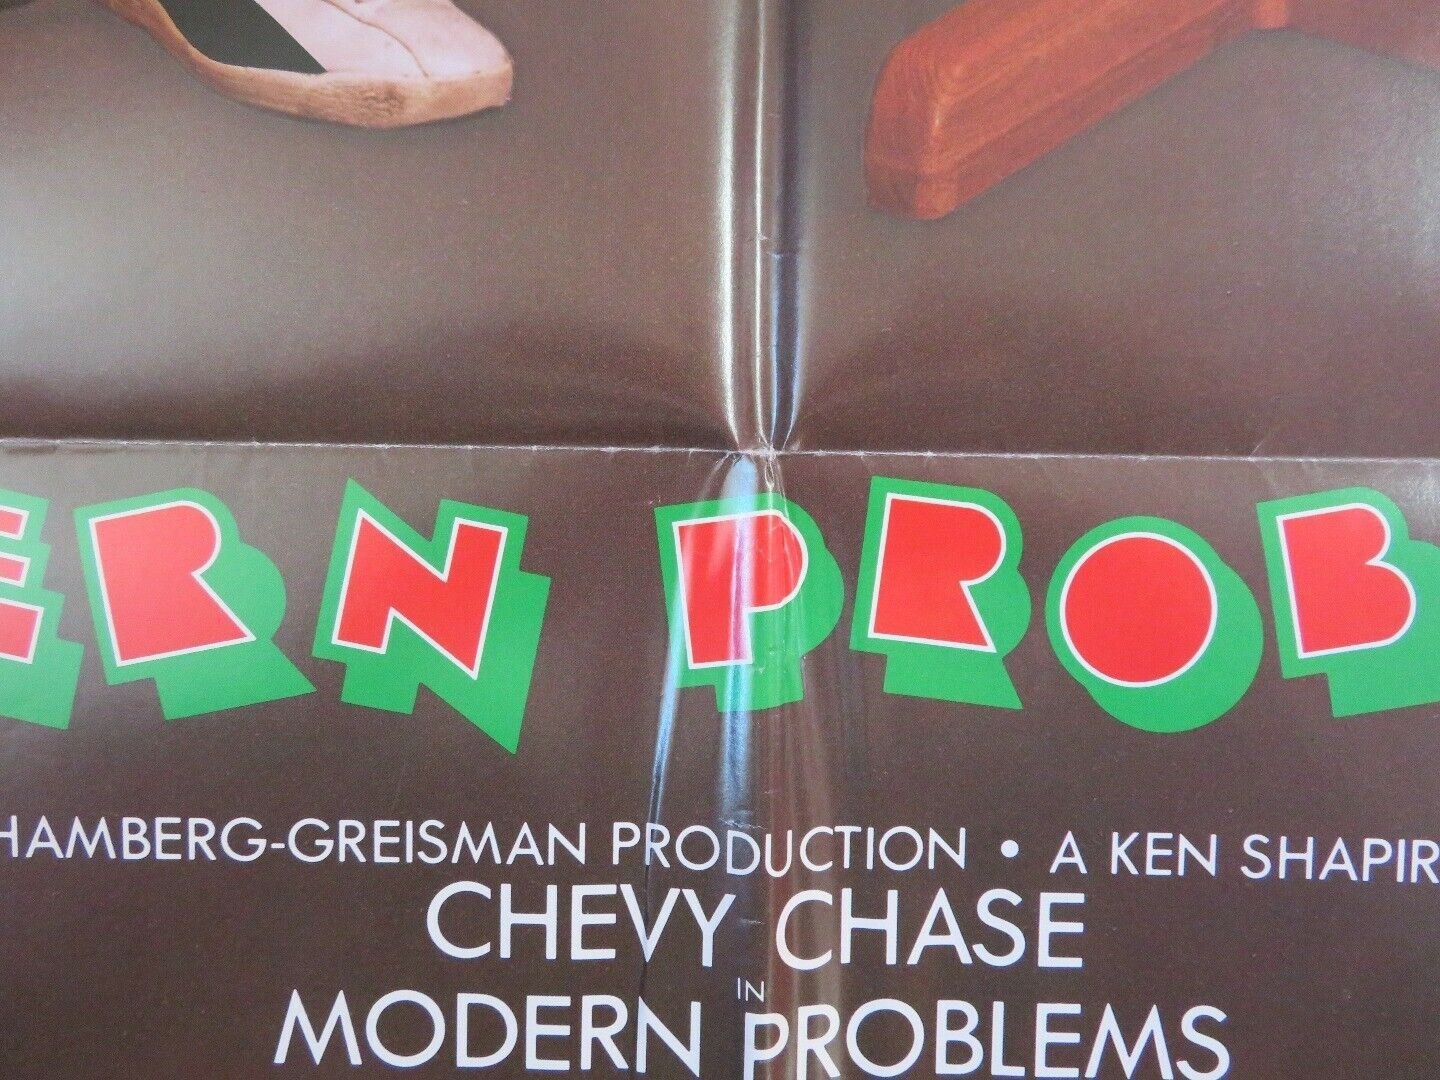 ERN PROB
HAMBERG-GREISMAN PRODUCTION • A KEN SHAPIR
CHEVY CHASE
IN
MODERN PROBLEMS